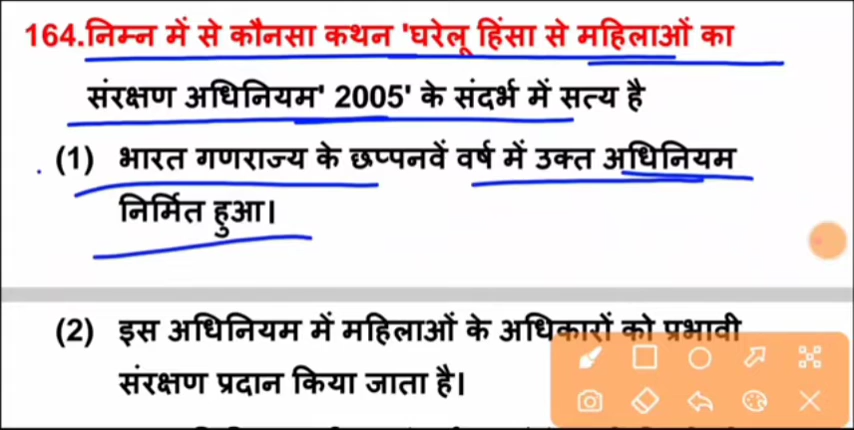 164.निम्न में से कौनसा कथन 'घरेलू हिंसा से महिलाओं का
संरक्षण अधिनियम' 2005' के संदर्भ में सत्य है
(1) भारत गणराज्य के छप्पनवें वर्ष में उक्त अधिनियम
निर्मित हुआ।
(2) इस अधिनियम में महिलाओं के अधिकारों को प्रभावी
संरक्षण प्रदान किया जाता है।